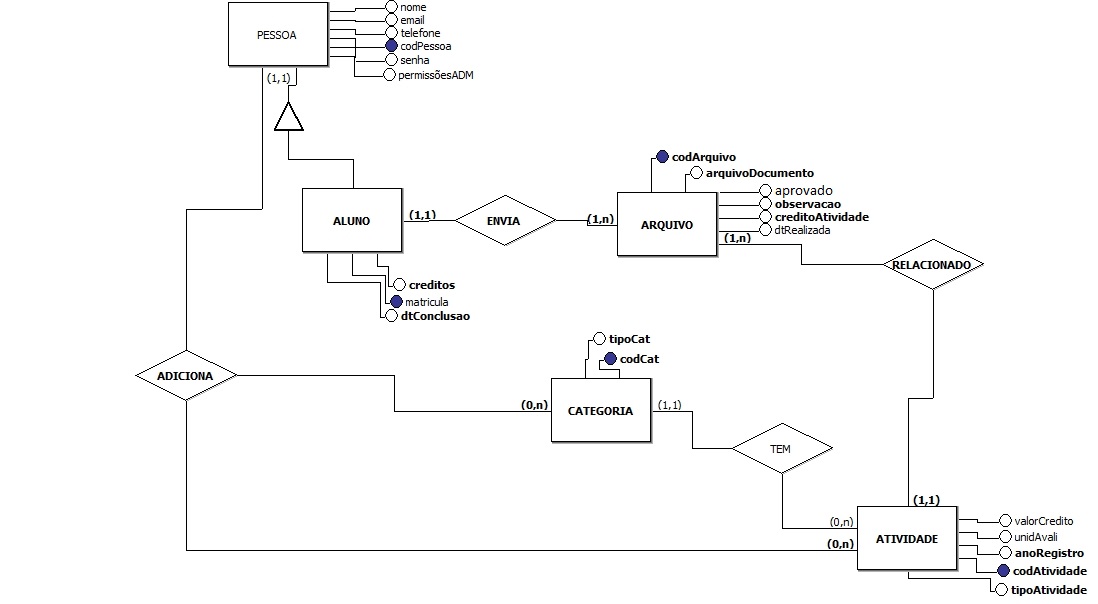 nome
email
PESSOA
telefone
codPessoa
senha
permissõesADM
(1,1)
codArquivo
arquivoDocumento
aprovado
observacao
creditoAtividade
dtRealizada
ALUNO
(1,1)
ENVIA
(1,n)
ARQUIVO
(1,n)
RELACIONADO
creditos
matricula
dtConclusao
tipoCat
codCat
ADICIONA
(0,n)
CATEGORIA
(1,1)
TEM
(1,1)
(0,n)
(0,n)
ATIVIDADE
valorCredito
unidAvali
anoRegistro
codAtividade
tipoAtividade